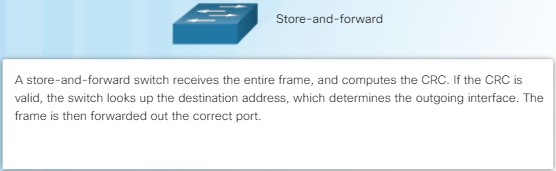 Store-and-forward
A store-and-forward switch receives the entire frame, and computes the CRC. If the CRC is
valid, the switch looks up the destination address, which determines the outgoing interface. The
frame is then forwarded out the correct port.